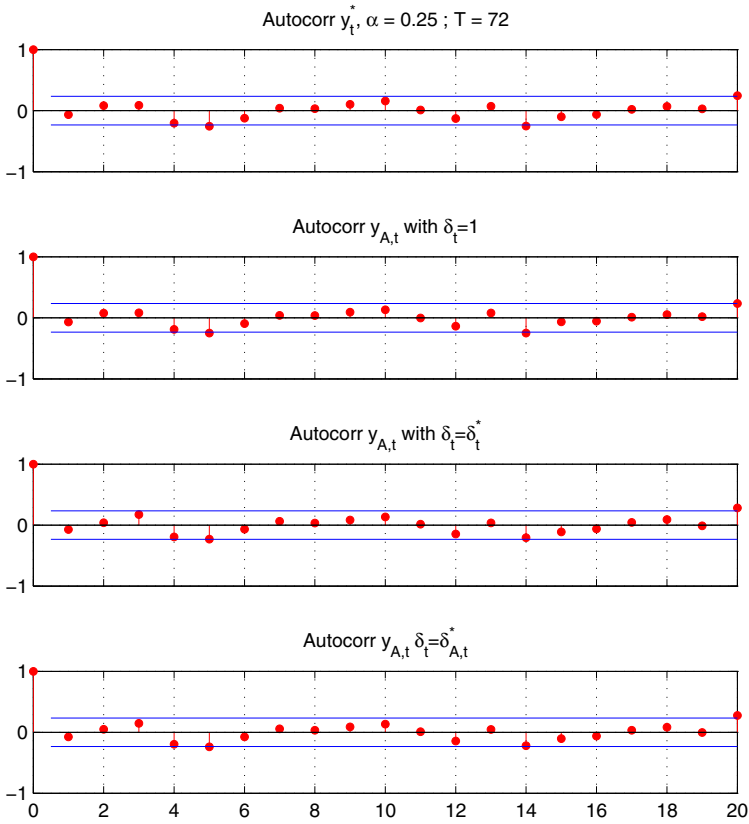 Autocorr y*t, α = 0.25 ; T = 72
1
0
−1
Autocorr yA,t with δt=1
1
0
−1
Autocorr yA,t with δt=δ*t
1
0
−1
Autocorr yA,t δt=δ*A,t
1
0
−1
0 2 4 6 8 10 12 14 16 18 20